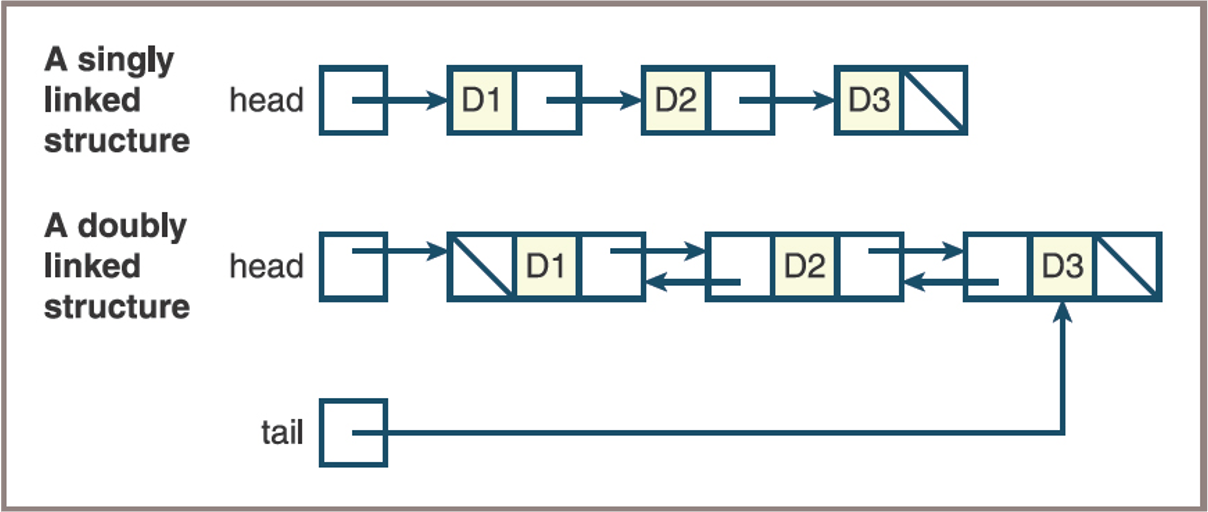 A singly
linked
structure
head
D1
D2
D3
A doubly
linked
structure
head
D1
D2
D3
tail